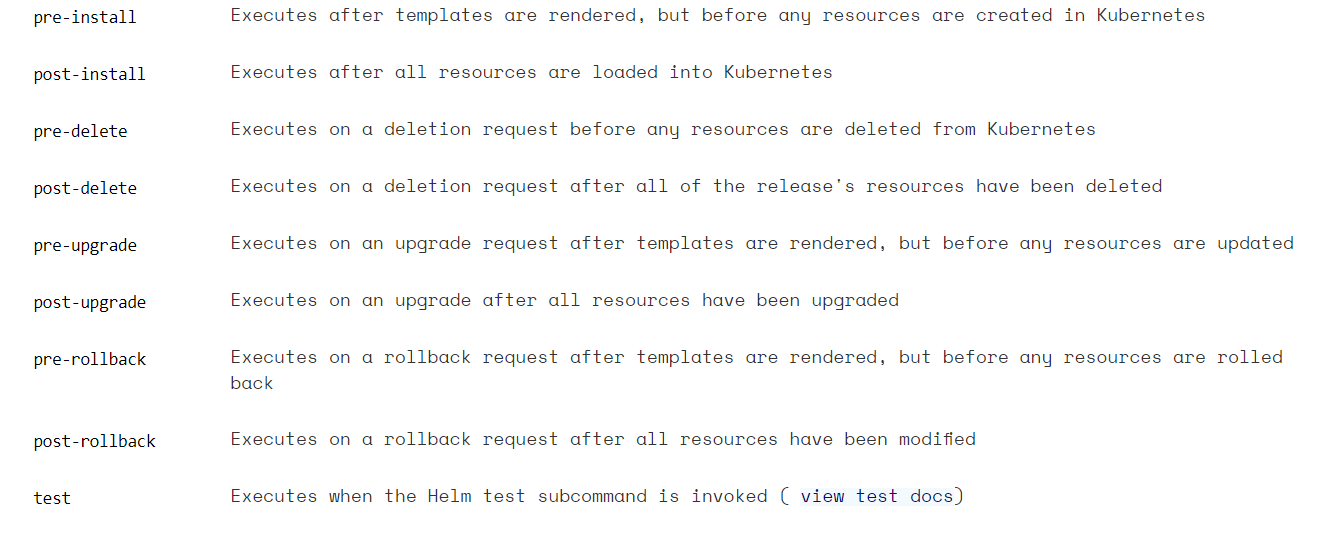 pre-install Executes after templates are rendered, but before any resources are created in Kubernetes
post-install Executes after all resources are loaded into Kubernetes
pre-delete Executes on a deletion request before any resources are deleted from Kubernetes
post-delete Executes on a deletion request after all of the release's resources have been deleted
pre-upgrade Executes on an upgrade request after templates are rendered, but before any resources are updated
post-upgrade Executes on an upgrade after all resources have been upgraded
pre-rollback Executes on a rollback request after templates are rendered, but before any resources are rolled
back
post-rollback Executes on a rollback request after all resources have been modified
test Executes when the Helm test subcommand is invoked ( view test docs)